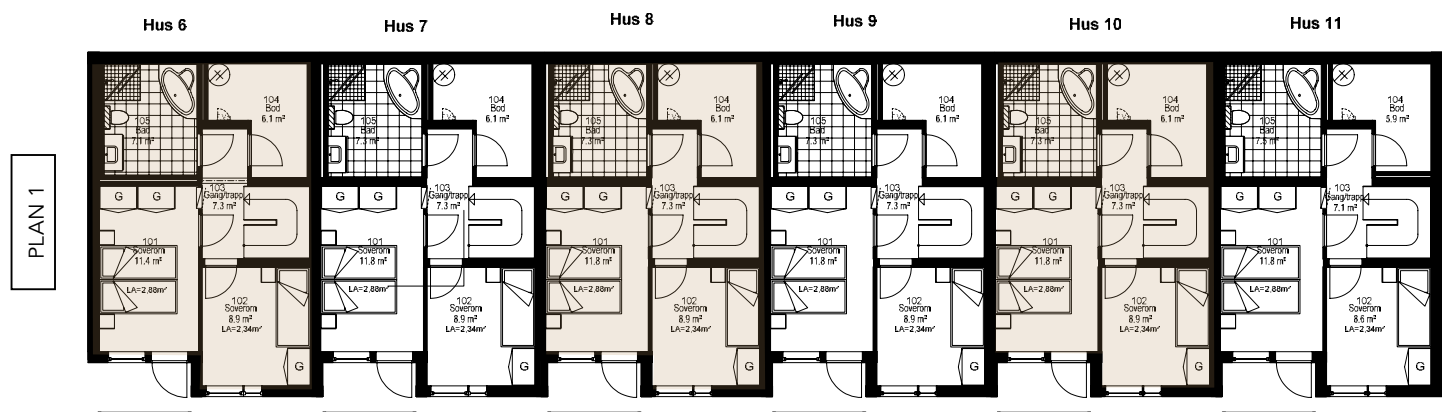 Hus 6
Hus 7
Hus 8
Hus 9
Hus 10
Hus 11
PLAN 1
104
Bod
6.1 m²
105
Bad
7.1 m²
103
Gang/trapp
7.3 m²
G G
101
Soverom
11.4 m²
LA=2,88m²
102
Soverom
8.9 m²
LA=2,34m²
G
104
Bod
6.1 m²
105
Bad
7.3 m²
103
Gang/trapp
7.3 m²
G G
101
Soverom
11.8 m²
LA=2,88m²
102
Soverom
8.9 m²
LA=2,34m²
G
104
Bod
6.1 m²
105
Bad
7.3 m²
103
Gang/trapp
7.3 m²
G G
101
Soverom
11.8 m²
LA=2,88m²
102
Soverom
8.9 m²
LA=2,34m²
G
104
Bod
6.1 m²
105
Bad
7.3 m²
103
Gang/trapp
7.3 m²
G G
101
Soverom
11.8 m²
LA=2,88m²
102
Soverom
8.9 m²
LA=2,34m²
G
104
Bod
6.1 m²
105
Bad
7.3 m²
103
Gang/trapp
7.3 m²
G G
101
Soverom
11.8 m²
LA=2,88m²
102
Soverom
8.9 m²
LA=2,34m²
G
104
Bod
5.9 m²
105
Bad
7.5 m²
103
Gang/trapp
7.1 m²
G G
101
Soverom
11.8 m²
LA=2,88m²
102
Soverom
8.6 m²
LA=2,34m²
G